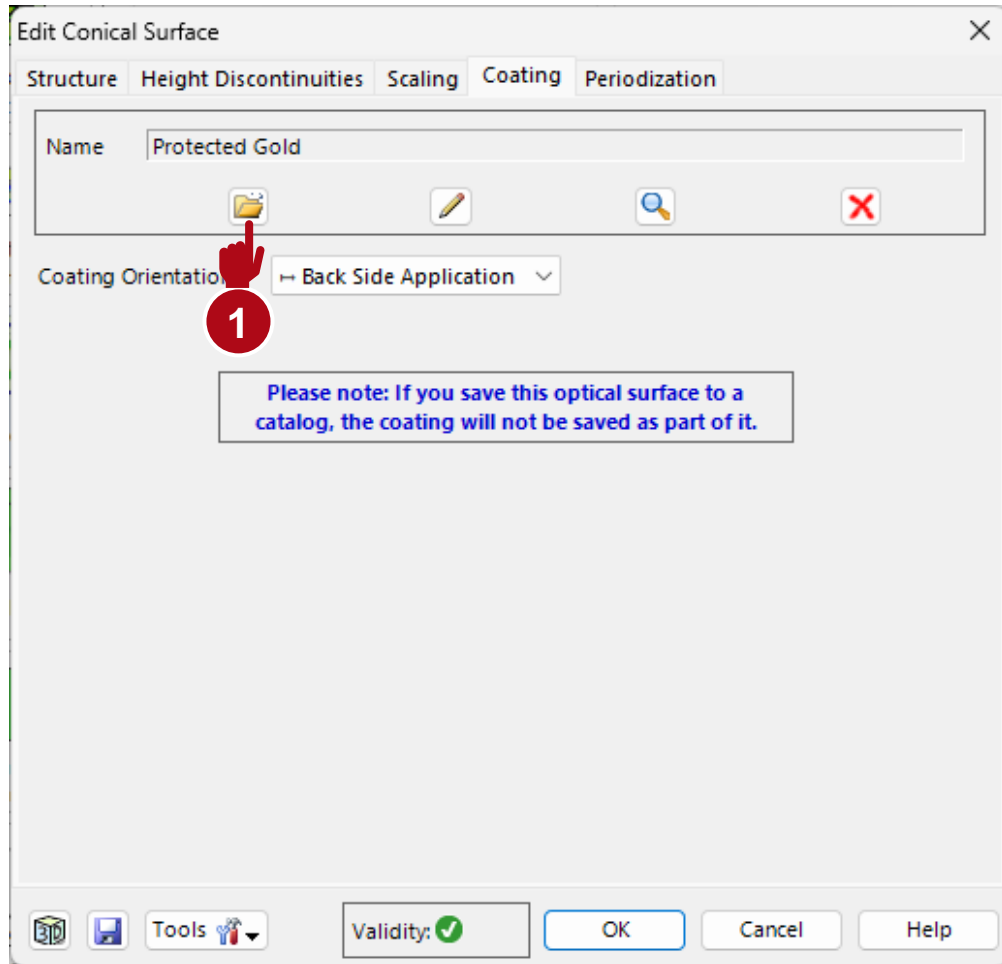 Edit Conical Surface
Structure Height Discontinuities Scaling Coating Periodization
Name Protected Gold
Coating Orientatio ↦ Back Side Application
1
Please note: If you save this optical surface to a
catalog, the coating will not be saved as part of it.
3D Tools Validity: OK Cancel Help